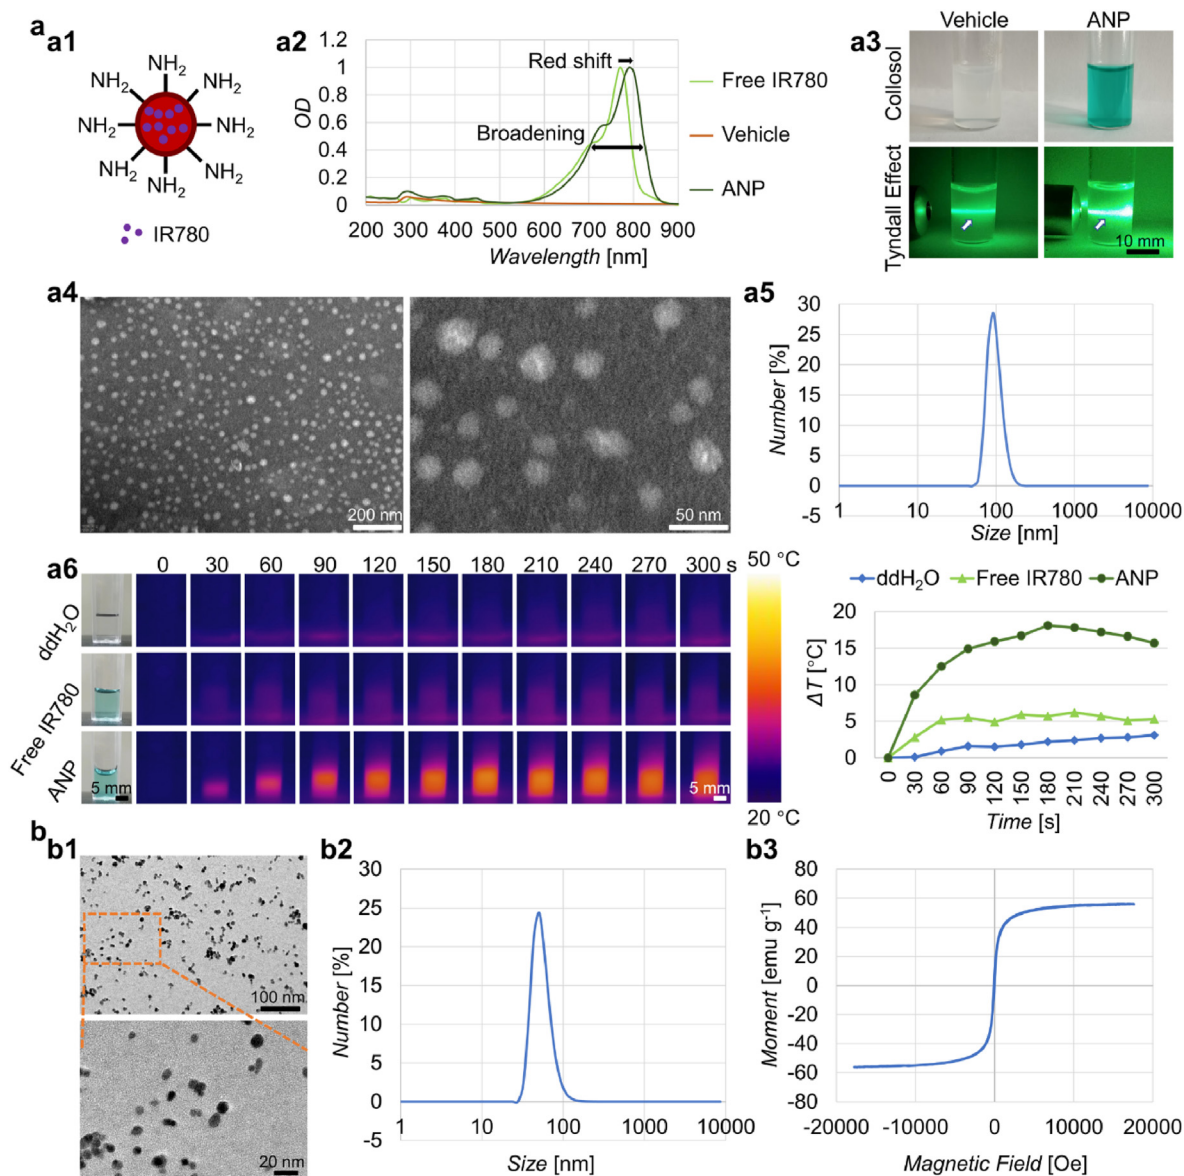 a
a1
NH2
NH2
NH2
NH2
NH2
NH2
NH2
NH2
IR780
a2
1.2
1
0.8
0.6
0.4
0.2
0
OD
Red shift
Broadening
200 300 400 500 600 700 800 900
Wavelength [nm]
Free IR780
Vehicle
ANP
a3
Vehicle
ANP
Collosol
Tyndall Effect
10 mm
a4
200 nm
50 nm
a5
30
25
20
15
10
5
0
-5
Number [%]
1 10 100 1000 10000
Size [nm]
a6
0 30 60 90 120 150 180 210 240 270 300 s
ddH2O
Free IR780
ANP
5 mm
5 mm
50 °C
20 °C
ddH2O Free IR780 ANP
20
15
10
5
0
ΔT [°C]
0 30 60 90 120 150 180 210 240 270 300
Time [s]
b
b1
100 nm
20 nm
b2
30
25
20
15
10
5
0
-5
Number [%]
1 10 100 1000 10000
Size [nm]
b3
80
60
40
20
0
-20
-40
-60
-80
Moment [emu g-1]
-20000 -10000 0 10000 20000
Magnetic Field [Oe]